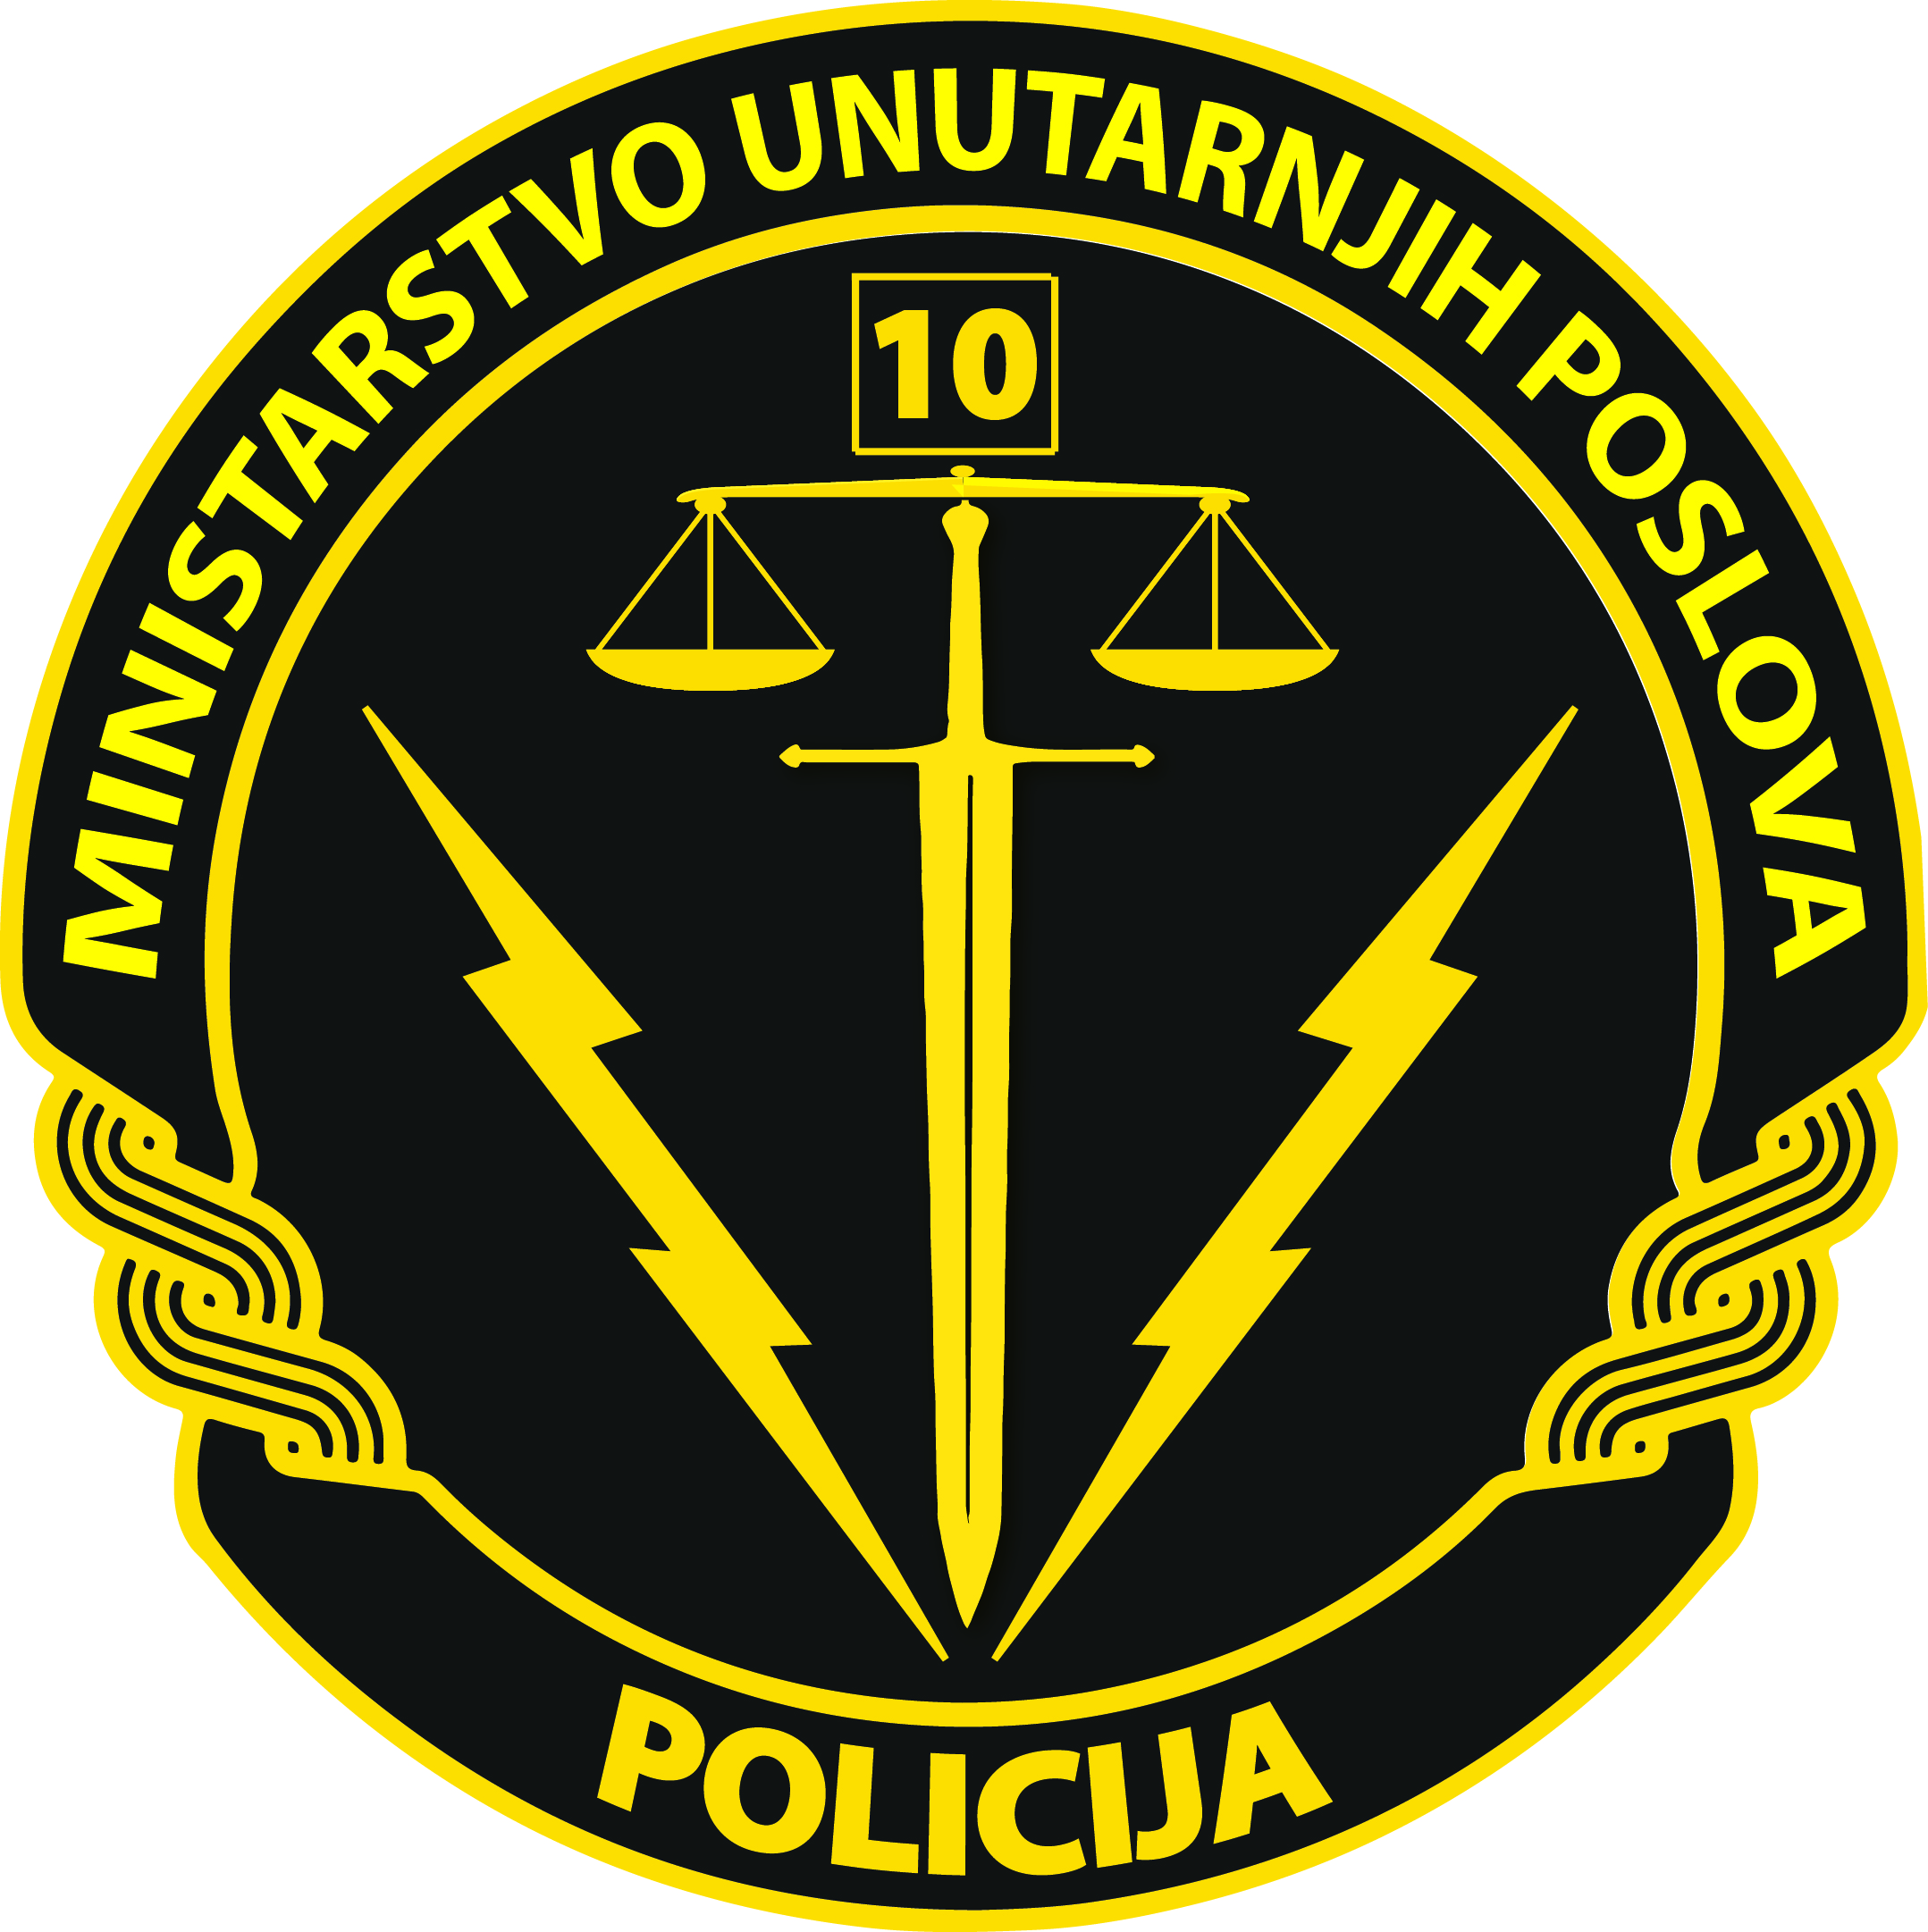 MINISTARSTVO UNUTARNJIH POSLOVA
10
POLICIJA